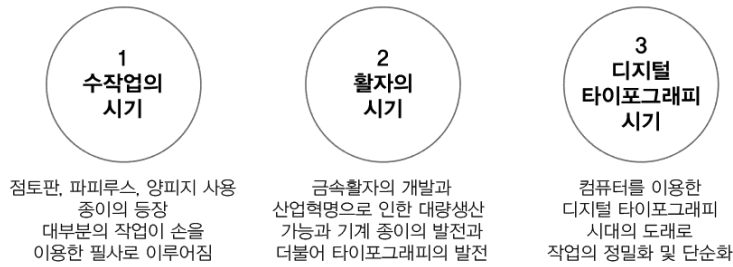 1
수작업의
시기
점토판, 파피루스, 양피지 사용
종이의 등장
대부분의 작업이 손을
이용한 필사로 이루어짐
2
활자의
시기
금속활자의 개발과
산업혁명으로 인한 대량생산
가능과 기계 종이의 발전과
더불어 타이포그래피의 발전
3
디지털
타이포그래피
시기
컴퓨터를 이용한
디지털 타이포그래피
시대의 도래로
작업의 정밀화 및 단순화